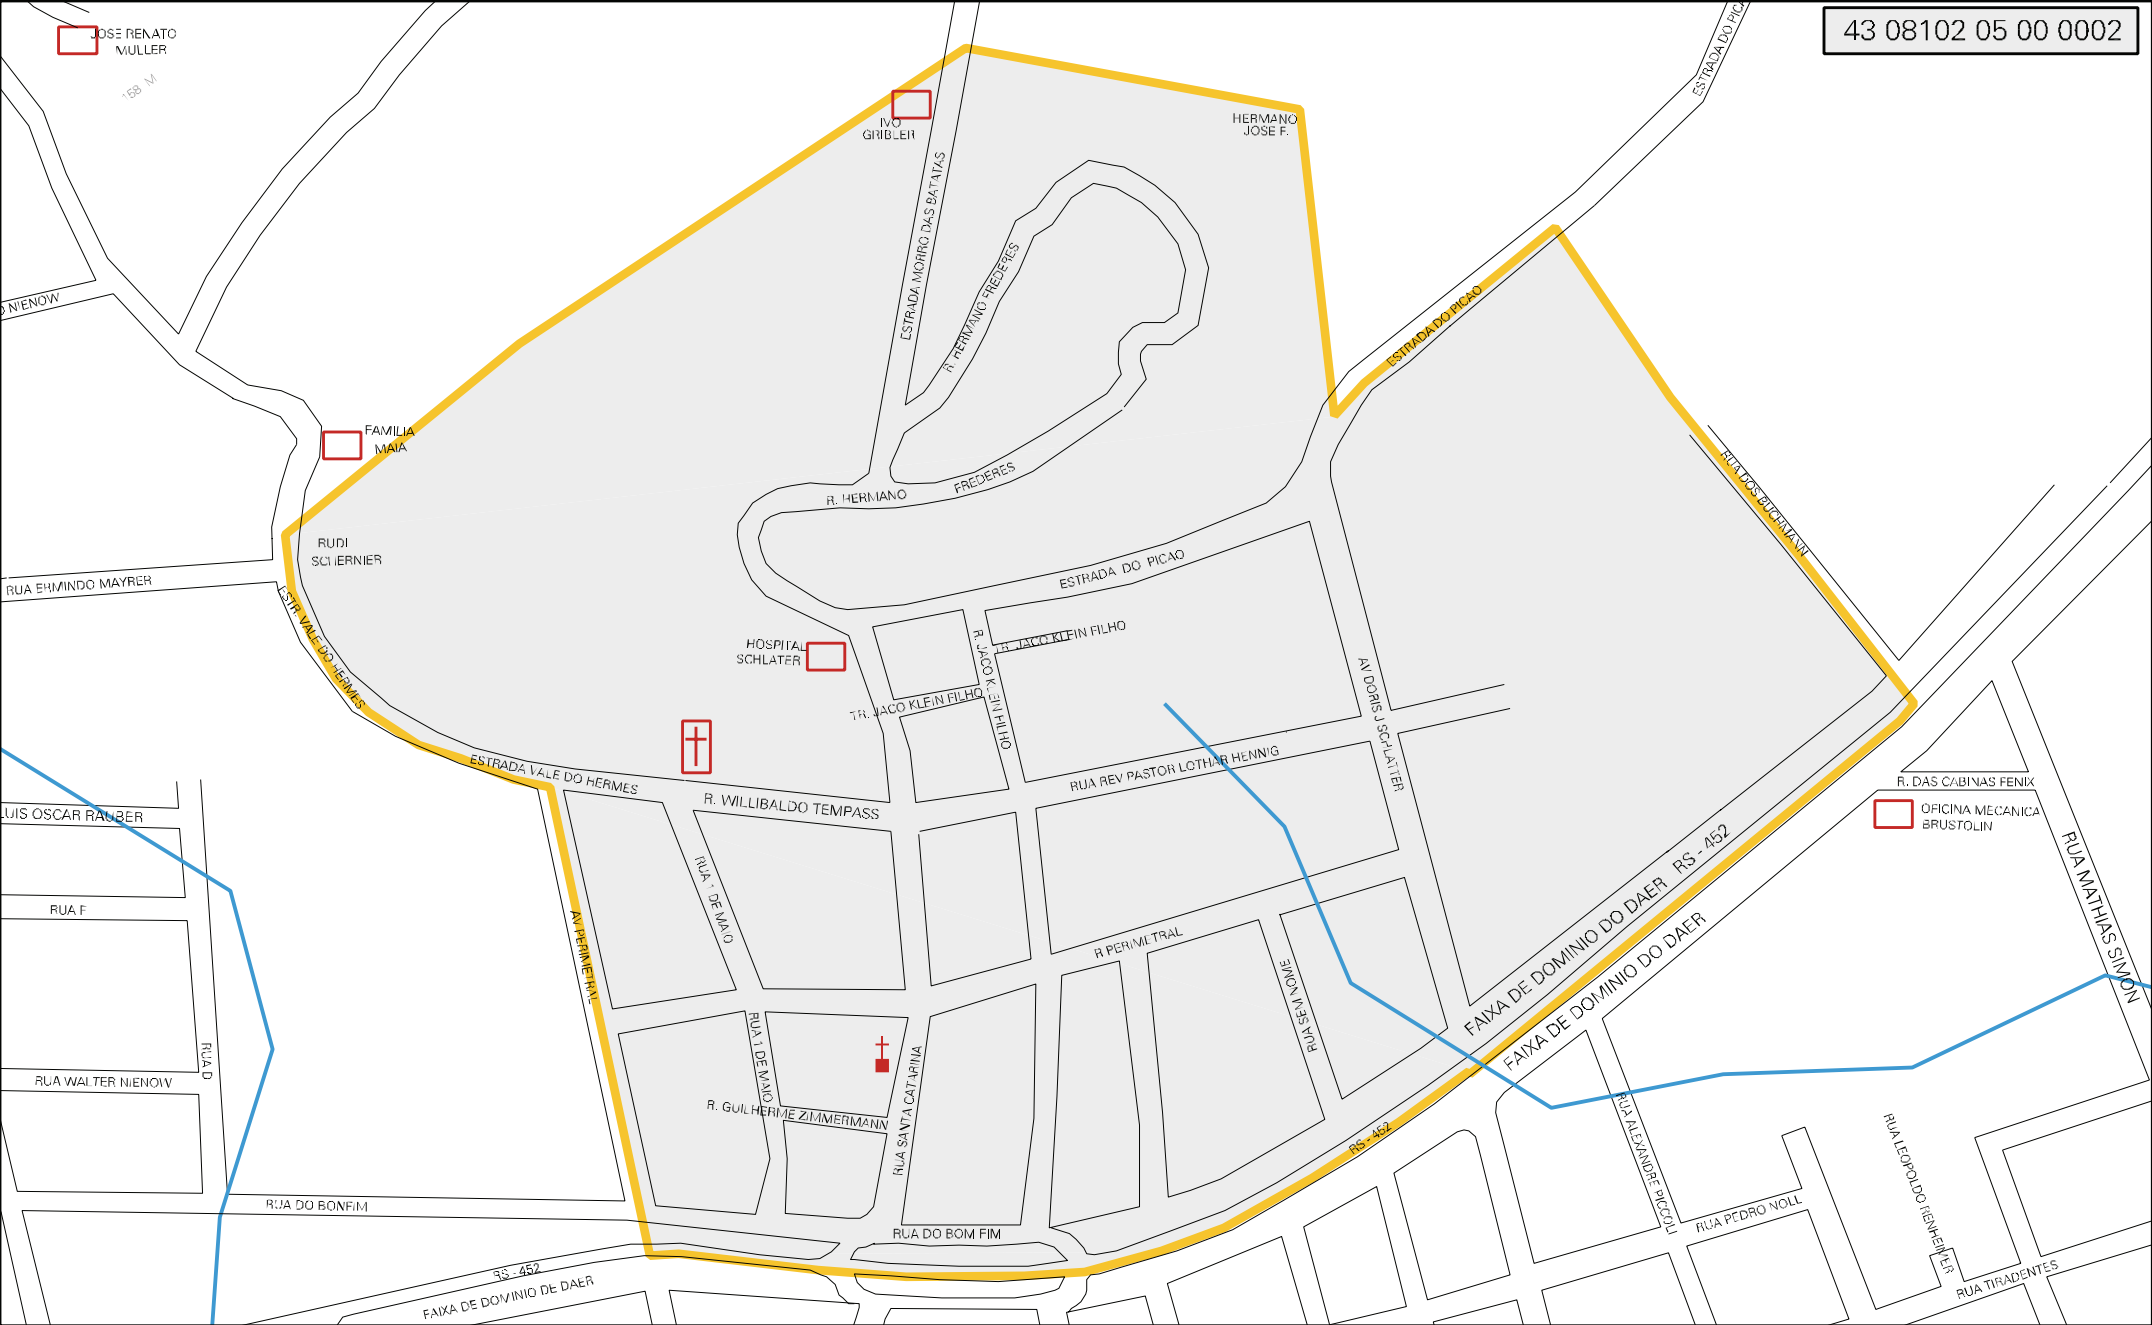 43 08102 05 00 0002
JOSE RENATO
MULLER
158 M
ESTRADA DO PICA
IVO
GRIBLER
HERMANO
JOSE F.
ESTRADA MORRO DAS BATATAS
R. HERMANO FREDERES
O NIENOW
ESTRADA DO PICAO
FAMILIA
MAIA
RUA DOS BUCHMANN
R. HERMANO
FREDERES
RUDI
SCHERNIER
RUA ERMINDO MAYRER
ESTRADA DO PICAO
ESTR. VALE DO HERMES
HOSPITAL
SCHLATER
TR. JACO KLEIN FILHO
R. JACO KLEIN FILHO
TR. JACO KLEIN FILHO
AV DORIS J SCHLATTER
ESTRADA VALE DO HERMES
R. WILLIBALDO TEMPASS
RUA REV PASTOR LOTHAR HENNIG
R. DAS CABINAS FENIX
OFICINA MECANICA
BRUSTOLIN
LUIS OSCAR RAUBER
RUA F
RUA 1 DE MAIO
AV PERIMETRAL
R PERIMETRAL
RUA SEM NOME
FAIXA DE DOMINIO DO DAER RS - 452
FAIXA DE DOMINIO DO DAER
RUA MATHIAS SIMON
RUA D
RUA WALTER NIENOW
RUA 1 DE MAIO
R. GUILHERME ZIMMERMANN
RUA SANTA CATARINA
RS - 452
RUA ALEXANDRE PICCOLI
RUA PEDRO NOLL
RUA LEOPOLDO RENHEIMER
RUA TIRADENTES
RUA DO BONFIM
RUA DO BOM FIM
RS - 452
FAIXA DE DOMINIO DE DAER